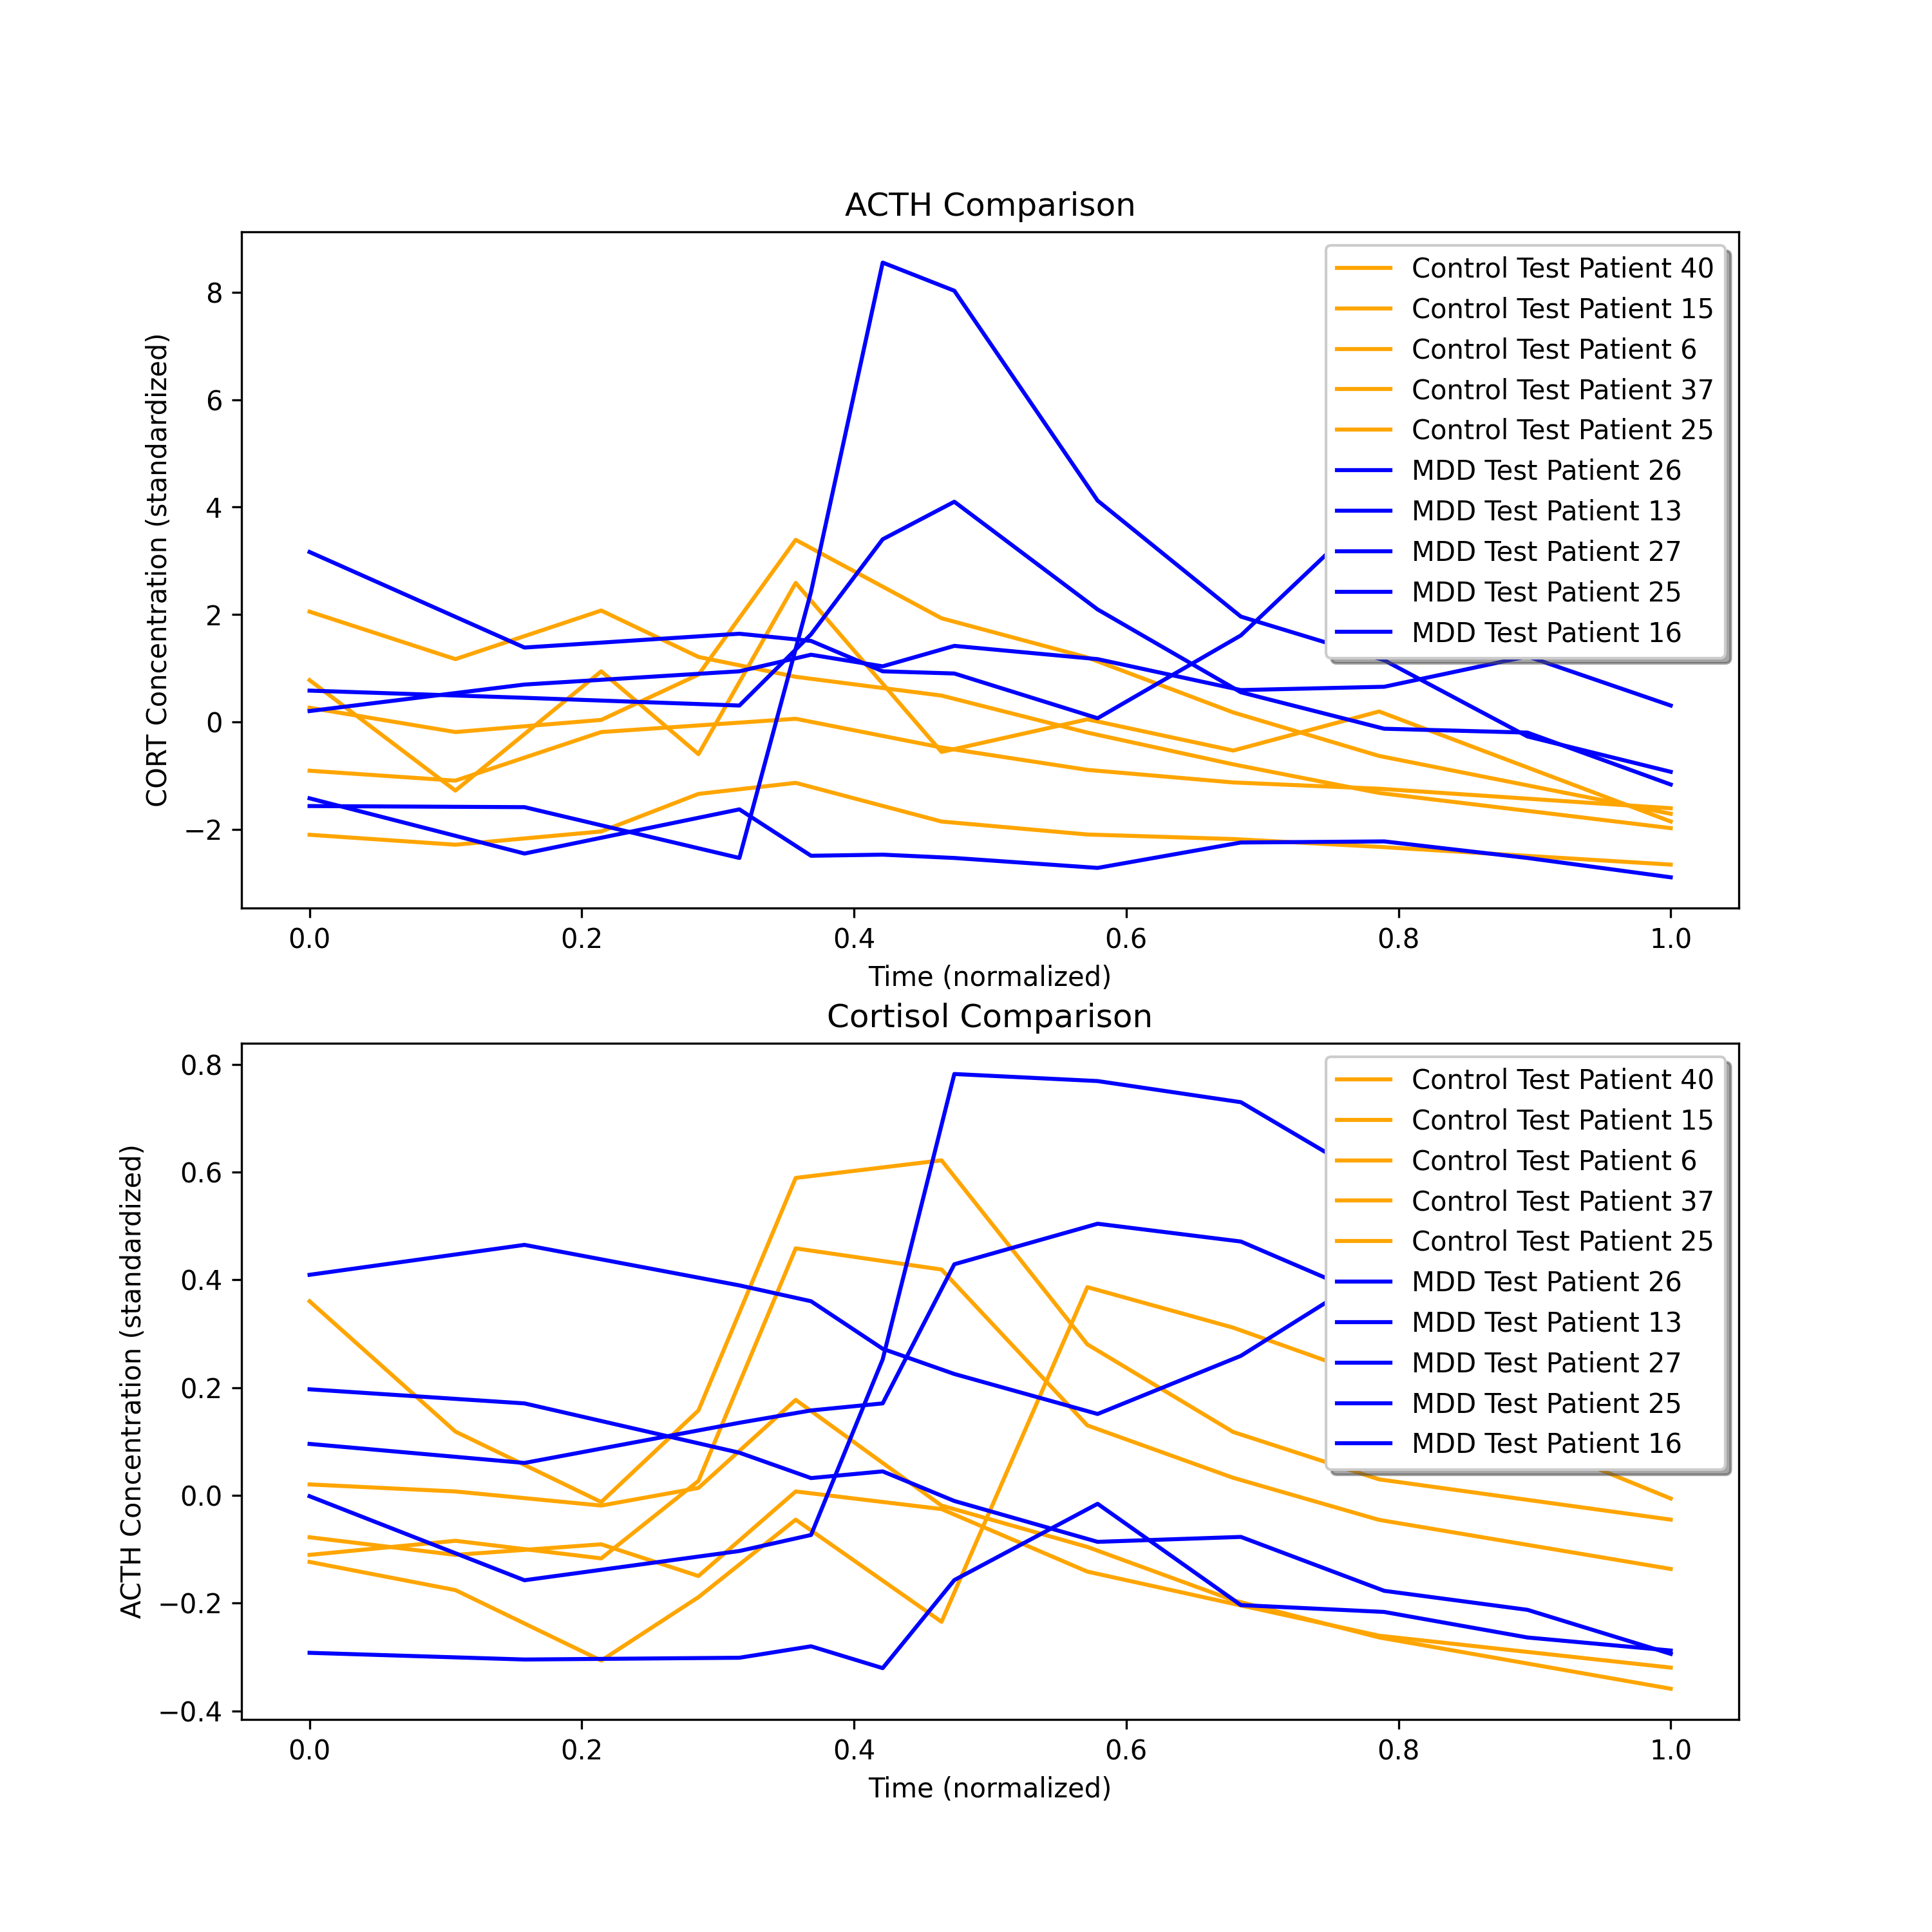 ACTH Comparison
CORT Concentration (standardized)
8
6
4
2
0
−2
Control Test Patient 40
Control Test Patient 15
Control Test Patient 6
Control Test Patient 37
Control Test Patient 25
MDD Test Patient 26
MDD Test Patient 13
MDD Test Patient 27
MDD Test Patient 25
MDD Test Patient 16
0.0 0.2 0.4 0.6 0.8 1.0
Time (normalized)
Cortisol Comparison
ACTH Concentration (standardized)
0.8
0.6
0.4
0.2
0.0
−0.2
−0.4
Control Test Patient 40
Control Test Patient 15
Control Test Patient 6
Control Test Patient 37
Control Test Patient 25
MDD Test Patient 26
MDD Test Patient 13
MDD Test Patient 27
MDD Test Patient 25
MDD Test Patient 16
0.0 0.2 0.4 0.6 0.8 1.0
Time (normalized)